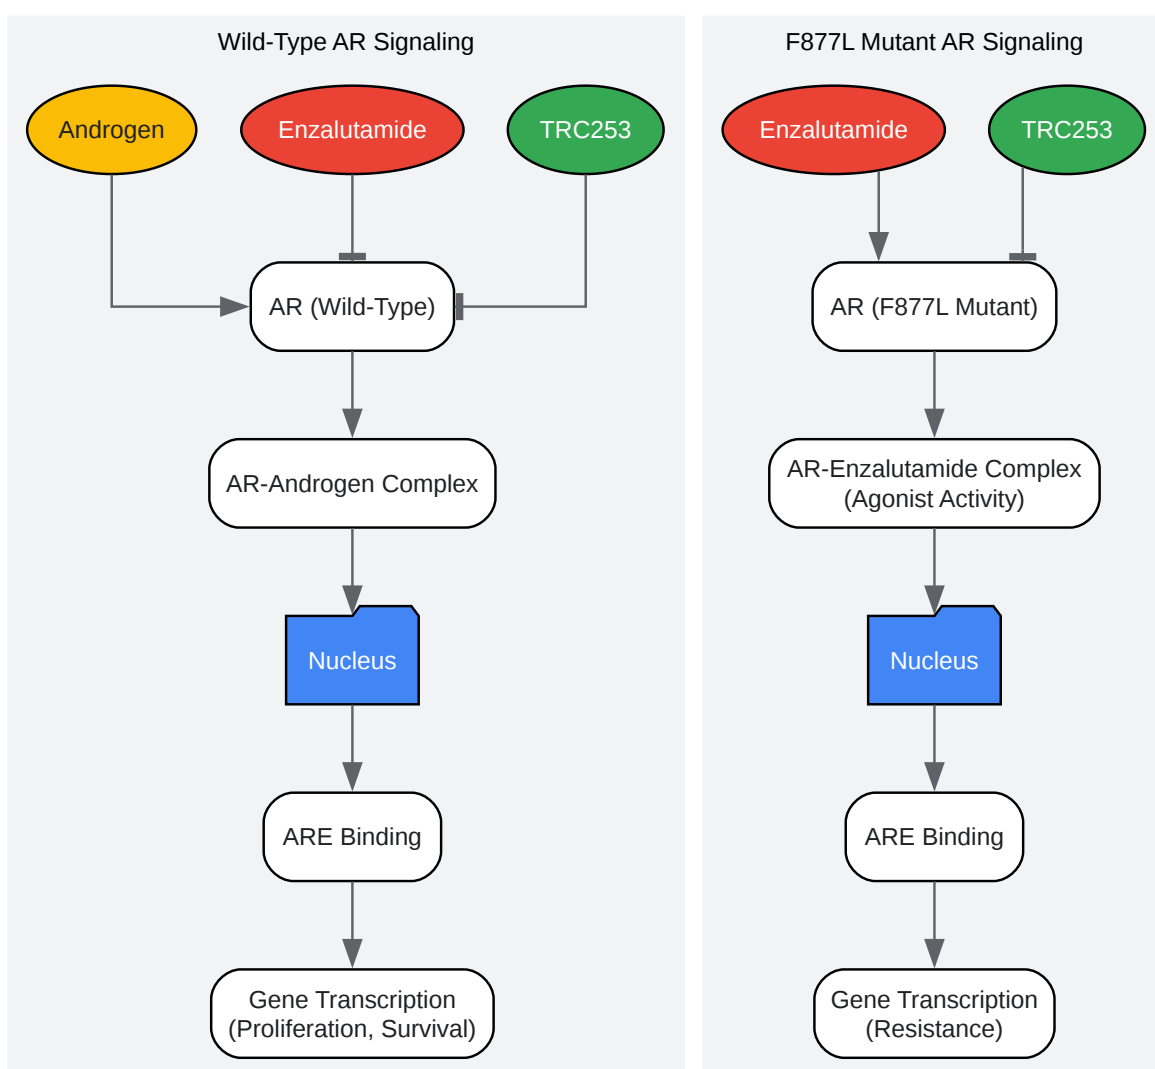 Wild-Type AR Signaling
Androgen
Enzalutamide
TRC253
AR (Wild-Type)
AR-Androgen Complex
Nucleus
ARE Binding
Gene Transcription
(Proliferation, Survival)
F877L Mutant AR Signaling
Enzalutamide
TRC253
AR (F877L Mutant)
AR-Enzalutamide Complex
(Agonist Activity)
Nucleus
ARE Binding
Gene Transcription
(Resistance)